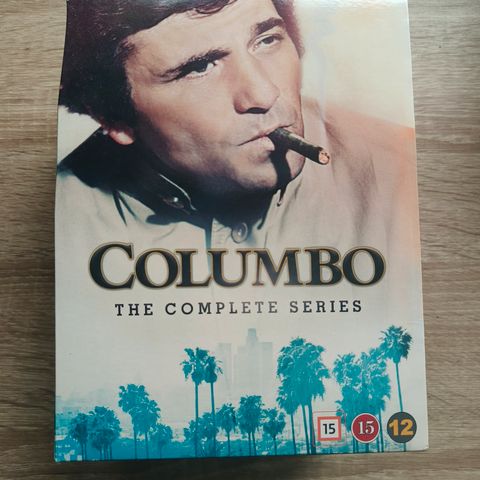 COLUMBO
THE COMPLETE SERIES
15 15 12